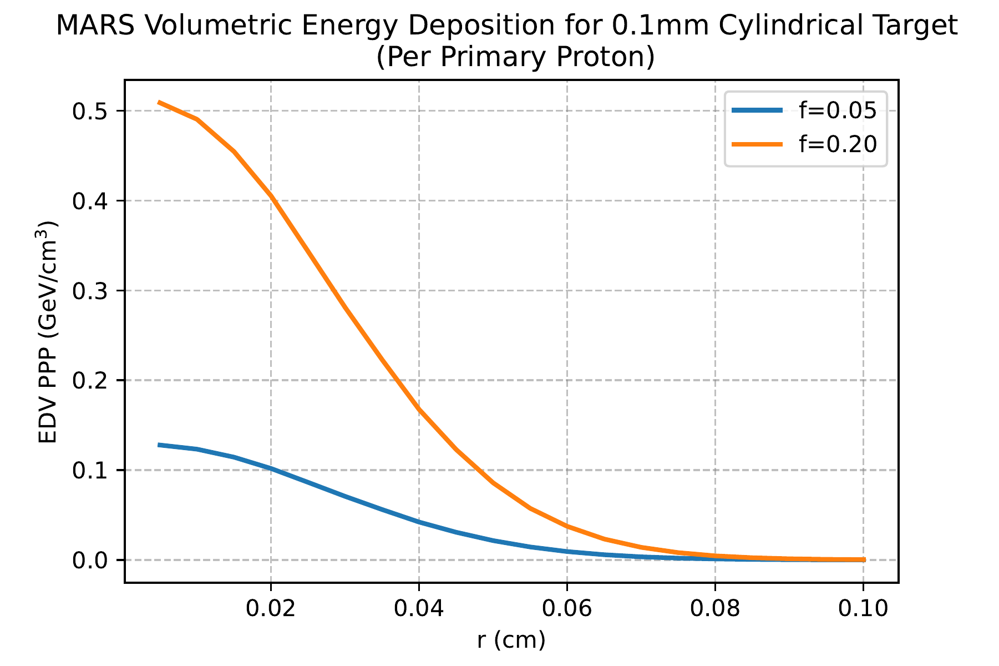 MARS Volumetric Energy Deposition for 0.1mm Cylindrical Target
(Per Primary Proton)
f=0.05
f=0.20
0.5
0.4
0.3
0.2
0.1
0.0
EDV PPP (GeV/cm³)
0.02 0.04 0.06 0.08 0.10
r (cm)